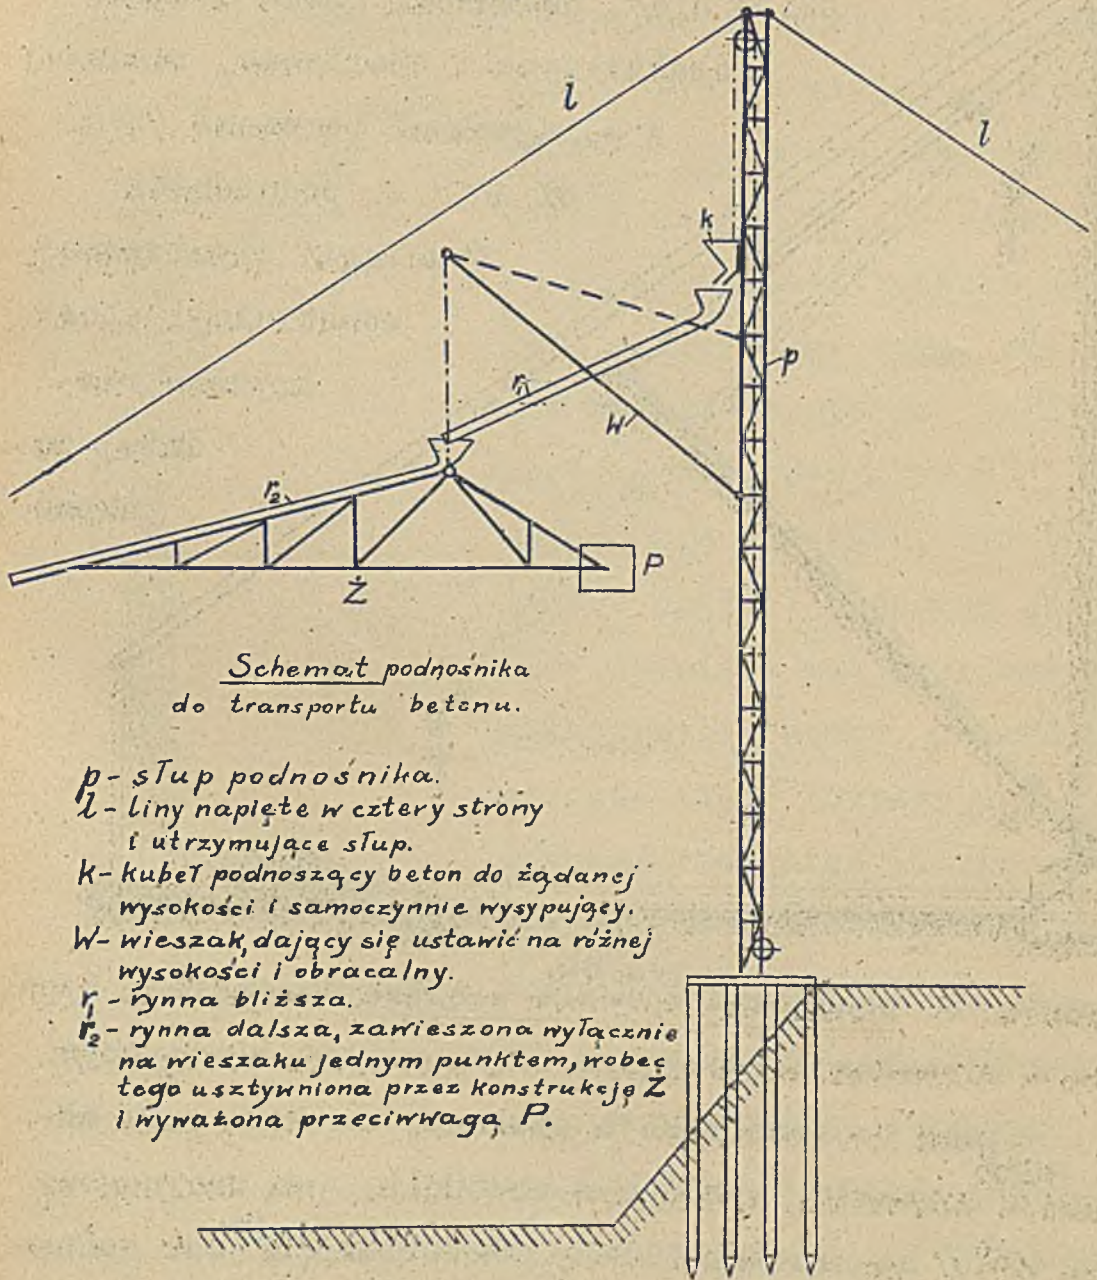 l
l
k
p
r₁
W
r₂
P
Ż
Schemat podnośnika
do transportu betonu.
p - słup podnośnika.
l - liny napięte w cztery strony
i utrzymujące słup.
k - kubeł podnoszący beton do żądanej
wysokości i samoczynnie wysypujący.
W - wieszak, dający się ustawić na różnej
wysokości i obracalny.
r₁ - rynna bliższa.
r₂ - rynna dalsza, zawieszona wyłącznie
na wieszaku jednym punktem, wobec
tego usztywniona przez konstrukcję Ż
i wyważona przeciwwagą P.